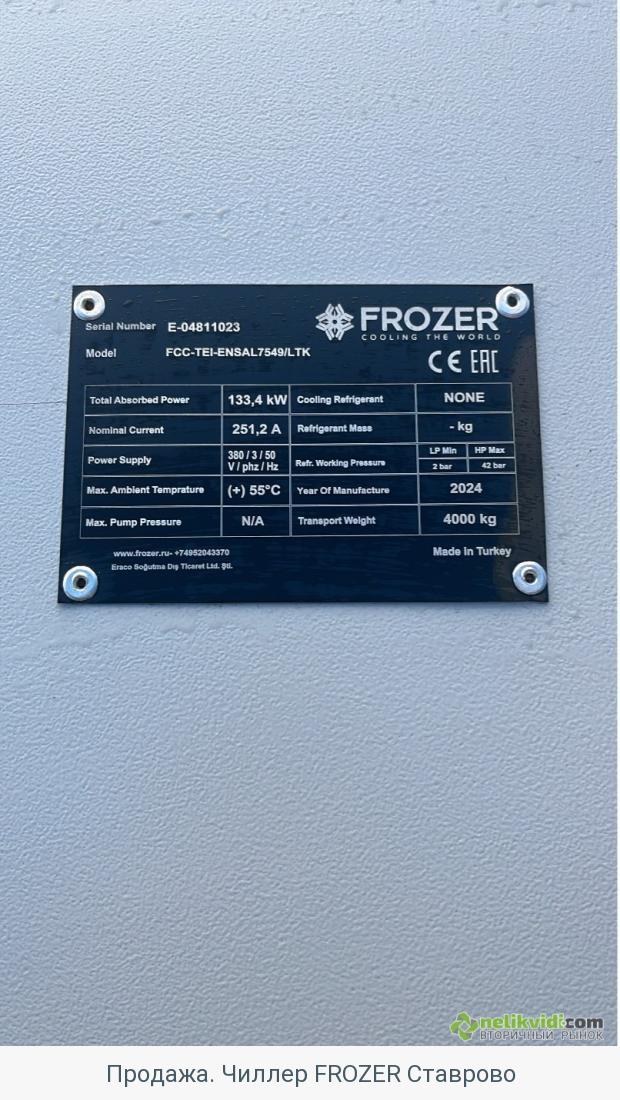 Serial Number E-04811023
FROZER
COOLING THE WORLD
Model FCC-TEI-ENSAL7549/LTK
CE EAC
Total Absorbed Power 133,4 kW Cooling Refrigerant NONE
Nominal Current 251,2 A Refrigerant Mass - kg
Power Supply 380 / 3 / 50 V / phz / Hz Refr. Working Pressure LP Min HP Max
2 bar 42 bar
Max. Ambient Temprature (+) 55°C Year Of Manufacture 2024
Max. Pump Pressure N/A Transport Weight 4000 kg
www.frozer.ru- +74952043370
Made in Turkey
Eraco Soğutma Dış Ticaret Ltd. Şti.
nelikvidi.com
ВТОРИЧНЫЙ РЫНОК
Продажа. Чиллер FROZER Ставрово